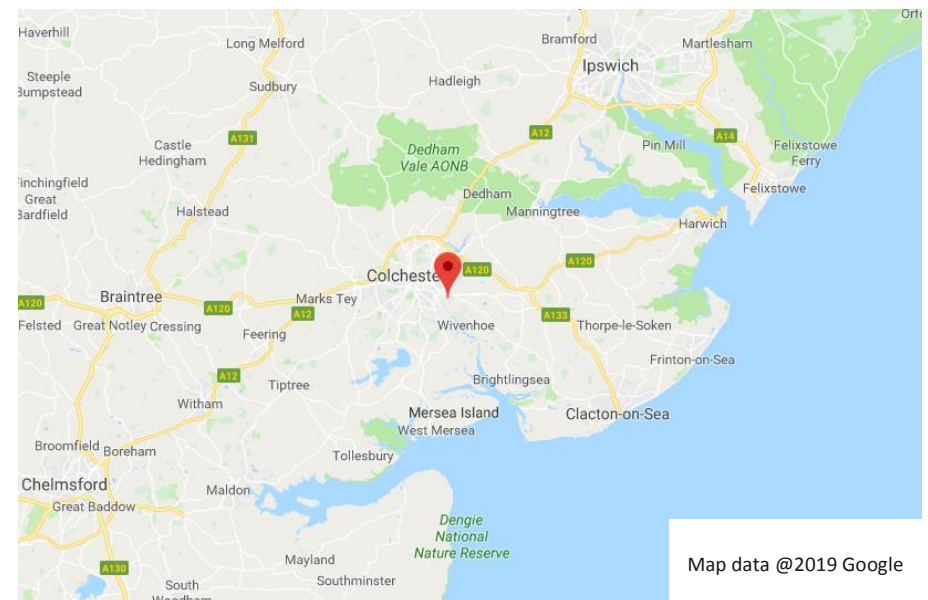 Haverhill
Long Melford
Bramford
Martlesham
Ipswich
Steeple
Bumpstead
Sudbury
Hadleigh
A131
A12
A14
Castle
Hedingham
Dedham
Vale AONB
Pin Mill
Felixstowe
Ferry
Great
Bardfield
Dedham
Felixstowe
Halstead
Manningtree
Harwich
Colcheste
A120
A120
Braintree
Marks Tey
A120
A120
A12
A133
Felsted
Great Notley
Cressing
Feering
Wivenhoe
Thorpe-le-Soken
Frinton-on-Sea
A12
Tiptree
Brightlingsea
Witham
Mersea Island
Clacton-on-Sea
West Mersea
Broomfield
Boreham
Tollesbury
Chelmsford
Maldon
Great Baddow
Dengie
National
Nature Reserve
A130
Mayland
Southminster
South
Map data @2019 Google